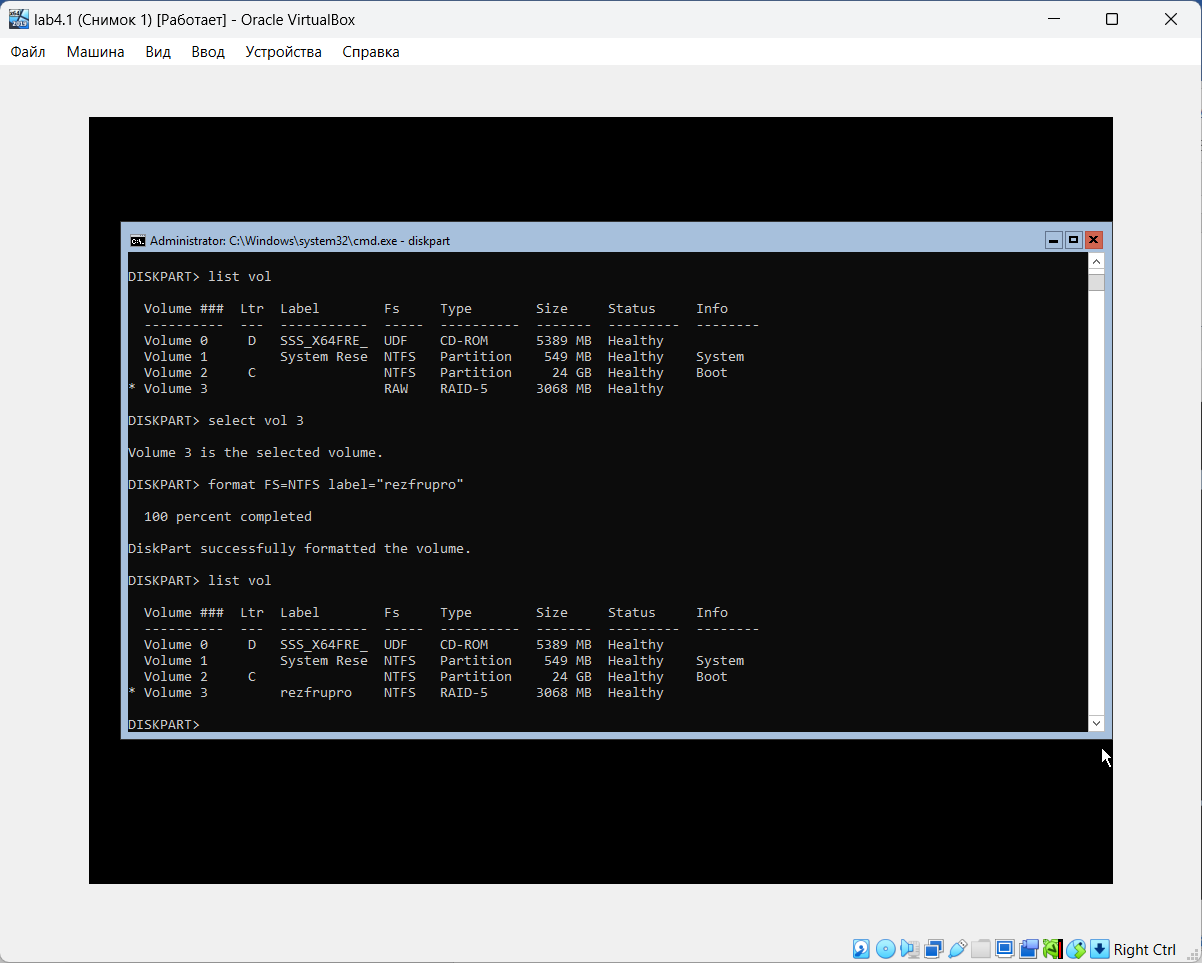 lab4.1 (Снимок 1) [Работает] - Oracle VirtualBox
Файл Машина Вид Ввод Устройства Справка
Administrator: C:\Windows\system32\cmd.exe - diskpart
DISKPART> list vol
  Volume ###  Ltr  Label        Fs     Type        Size     Status     Info
  ----------  ---  -----------  -----  ----------  -------  ---------  --------
  Volume 0     D   SSS_X64FRE_  UDF    CD-ROM      5389 MB  Healthy
  Volume 1         System Rese  NTFS   Partition    549 MB  Healthy    System
  Volume 2     C                NTFS   Partition     24 GB  Healthy    Boot
* Volume 3                      RAW    RAID-5      3068 MB  Healthy
DISKPART> select vol 3
Volume 3 is the selected volume.
DISKPART> format FS=NTFS label="rezfrupro"
  100 percent completed
DiskPart successfully formatted the volume.
DISKPART> list vol
  Volume ###  Ltr  Label        Fs     Type        Size     Status     Info
  ----------  ---  -----------  -----  ----------  -------  ---------  --------
  Volume 0     D   SSS_X64FRE_  UDF    CD-ROM      5389 MB  Healthy
  Volume 1         System Rese  NTFS   Partition    549 MB  Healthy    System
  Volume 2     C                NTFS   Partition     24 GB  Healthy    Boot
* Volume 3         rezfrupro    NTFS   RAID-5      3068 MB  Healthy
DISKPART>
Right Ctrl